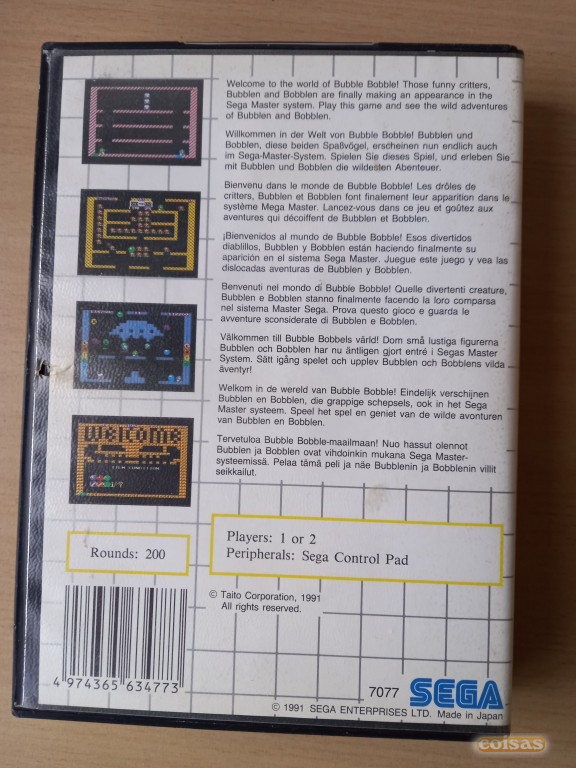 Welcome to the world of Bubble Bobble! Those funny critters,
Bubblen and Bobblen are finally making an appearance in the
Sega Master system. Play this game and see the wild adventures
of Bubblen and Bobblen.
Willkommen in der Welt von Bubble Bobble! Bubblen und
Bobblen, diese beiden Spaßvögel, erscheinen nun endlich auch
im Sega-Master-System. Spielen Sie dieses Spiel, und erleben Sie
mit Bubblen und Bobblen die wildesten Abenteuer.
Bienvenu dans le monde de Bubble Bobble! Les drôles de
critters, Bubblen et Bobblen font finalement leur apparition dans le
système Mega Master. Lancez-vous dans ce jeu et goûtez aux
aventures qui décoiffent de Bubblen et Bobblen.
¡Bienvenidos al mundo de Bubble Bobble! Esos divertidos
diablillos, Bubblen y Bobblen están haciendo finalmente su
aparición en el sistema Sega Master. Juegue este juego y vea las
dislocadas aventuras de Bubblen y Bobblen.
Benvenuti nel mondo di Bubble Bobble! Quelle divertenti creature,
Bubblen e Bobblen stanno finalmente facendo la loro comparsa
nel sistema Master Sega. Prova questo gioco e guarda le
avventure sconsiderate di Bubblen e Bobblen.
Välkommen till Bubble Bobbels värld! Dom små lustiga figurerna
Bubblen och Bobblen har nu äntligen gjort entré i Segas Master
System. Sätt igång spelet och upplev Bubblen och Bobblens vilda
äventyr!
Welkom in de wereld van Bubble Bobble! Eindelijk verschijnen
Bubblen en Bobblen, die grappige schepsels, ook in het Sega
Master systeem. Speel het spel en geniet van de wilde avonturen
van Bubblen en Bobblen.
Tervetuloa Bubble Bobble-maailmaan! Nuo hassut olennot
Bubblen ja Bobblen ovat vihdoinkin mukana Sega Master-
systeemissä. Pelaa tämä peli ja näe Bubblenin ja Bobblenin villit
seikkailut.
WELCOME
Rounds: 200
Players: 1 or 2
Peripherals: Sega Control Pad
© Taito Corporation, 1991
All rights reserved.
4 974365 634773
7077 SEGA
© 1991 SEGA ENTERPRISES LTD. Made in Japan
coisas